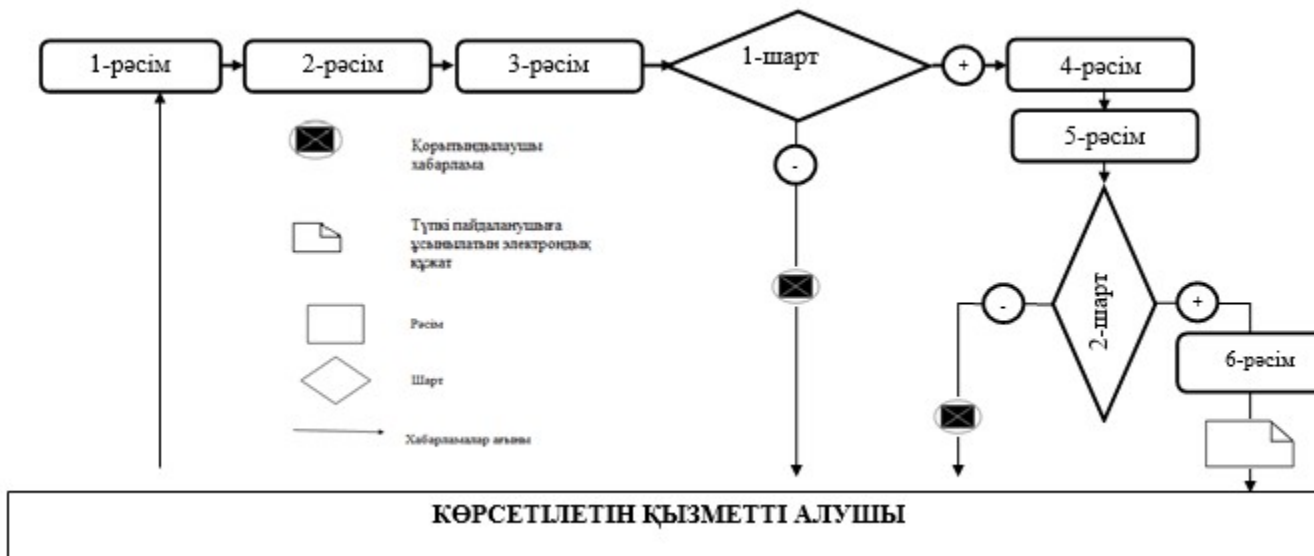 1-рәсім
2-рәсім
3-рәсім
1-шарт
+
4-рәсім
5-рәсім
-
Қорытындылаушы
хабарлама
Түпкі пайдаланушыға
ұсынылатын электрондық
құжат
Рәсім
Шарт
Хабарламалар ағыны
-
2-шарт
+
6-рәсім
КӨРСЕТІЛЕТІН ҚЫЗМЕТТІ АЛУШЫ